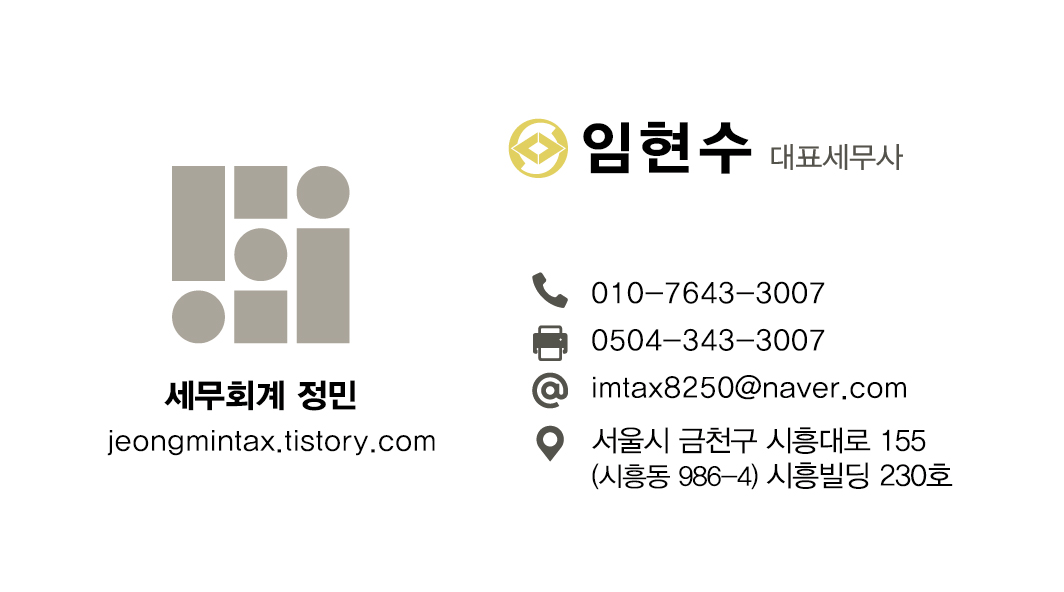 세무회계 정민
jeongmintax.tistory.com
임현수 대표세무사
010-7643-3007
0504-343-3007
imtax8250@naver.com
서울시 금천구 시흥대로 155
(시흥동 986-4) 시흥빌딩 230호